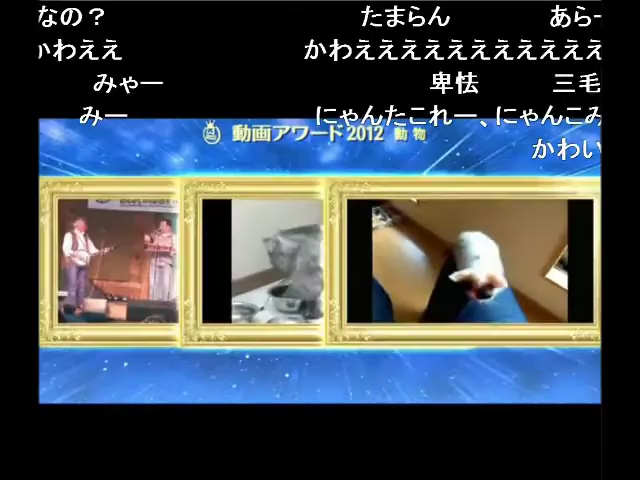 なの？ たまらん あらー
かわええ かわええええええええええ
みゃー 卑怯 三毛
みー にゃんたこれー、にゃんこみ
動画アワード2012 動物
かわい